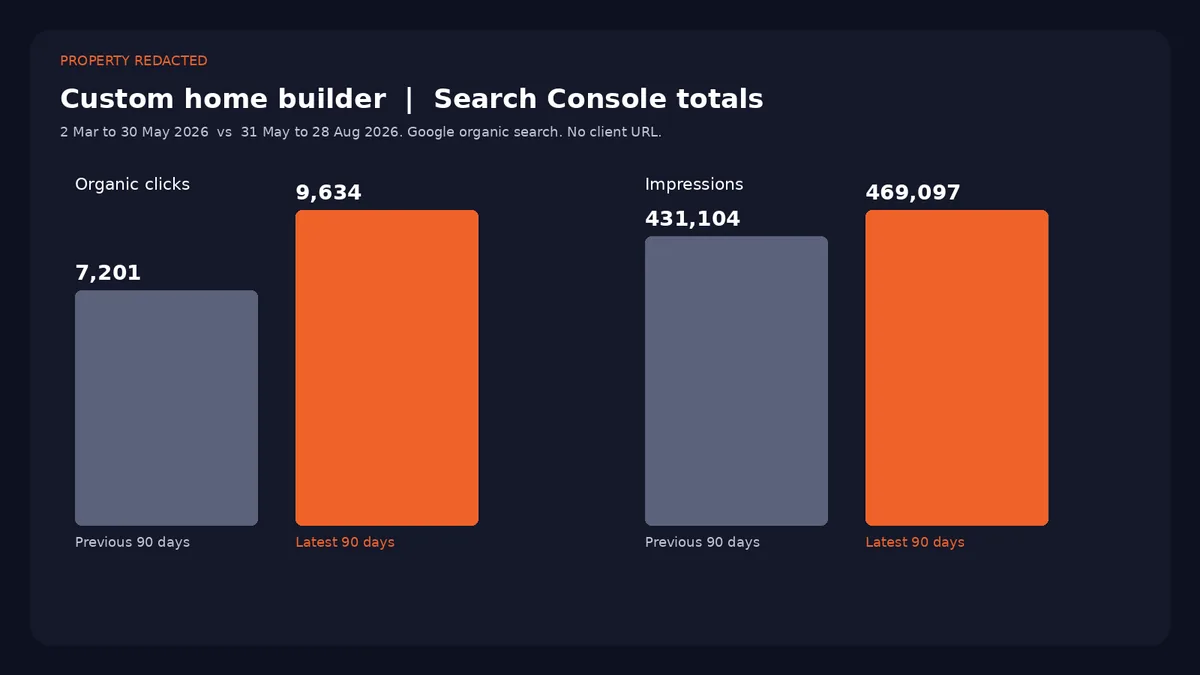 PROPERTY REDACTED
Custom home builder | Search Console totals
2 Mar to 30 May 2026 vs 31 May to 28 Aug 2026. Google organic search. No client URL.
Organic clicks
7,201
9,634
Previous 90 days
Latest 90 days
Impressions
431,104
469,097
Previous 90 days
Latest 90 days